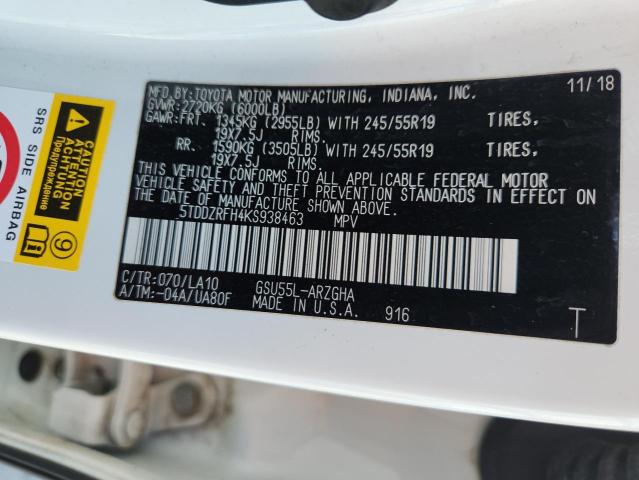 MFD.BY:TOYOTA MOTOR MANUFACTURING, INDIANA, INC. 11/18
GVWR:2720KG (6000LB)
GAWR:FRT. 1345KG (2955LB) WITH 245/55R19 TIRES,
19X7.5J RIMS.
RR. 1590KG (3505LB) WITH 245/55R19 TIRES,
19X7.5J RIMS.
THIS VEHICLE CONFORMS TO ALL APPLICABLE FEDERAL MOTOR
VEHICLE SAFETY AND THEFT PREVENTION STANDARDS IN EFFECT ON
THE DATE OF MANUFACTURE SHOWN ABOVE.
5TDDZRFH4KS938463 MPV
C/TR:070/LA10 GSU55L-ARZGHA
A/TM:-04A/UA80F MADE IN U.S.A. 916 T
SRS SIDE AIRBAG
CAUTION
ATTENTION
ACHTUNG
Предупреждение
9